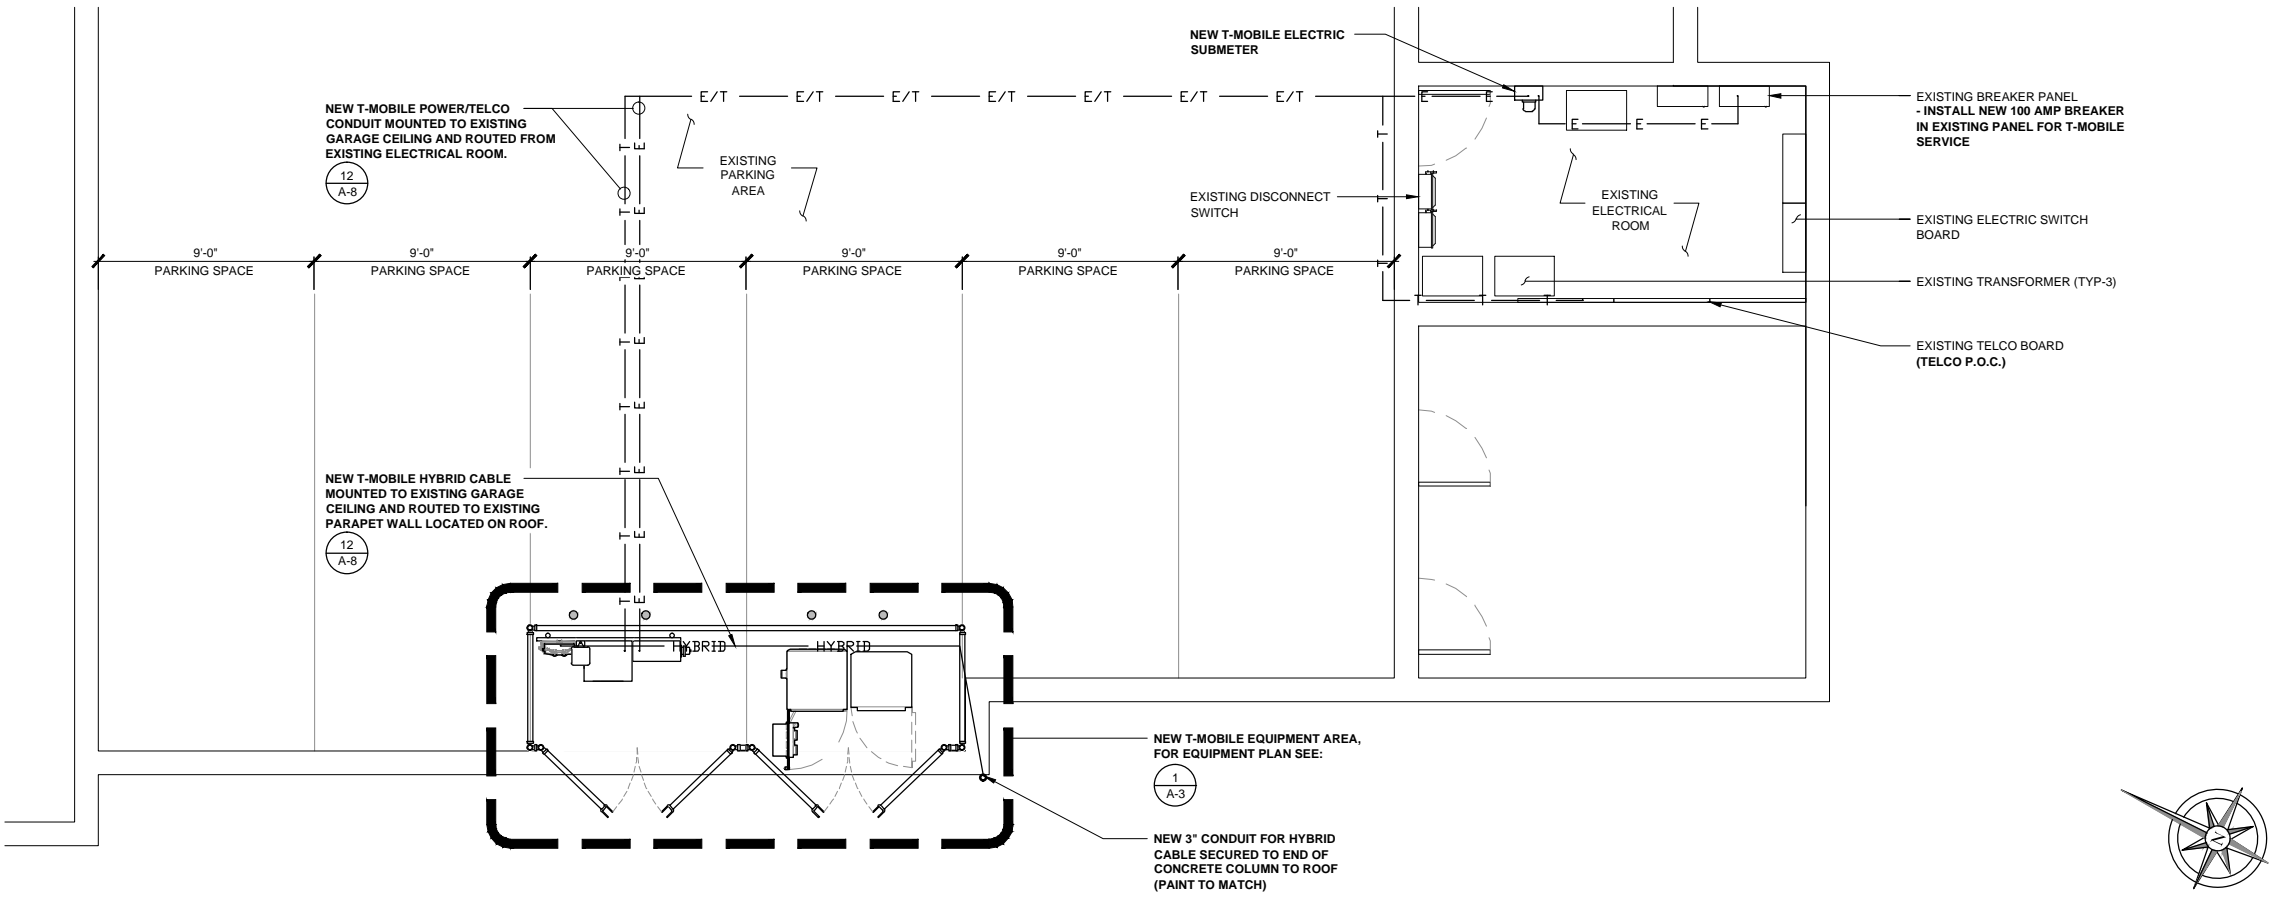 NEW T-MOBILE ELECTRIC
SUBMETER
NEW T-MOBILE POWER/TELCO
CONDUIT MOUNTED TO EXISTING
GARAGE CEILING AND ROUTED FROM
EXISTING ELECTRICAL ROOM.
12
A-8
E/T E/T E/T E/T E/T E/T E/T
E E
E E E
EXISTING BREAKER PANEL
- INSTALL NEW 100 AMP BREAKER
IN EXISTING PANEL FOR T-MOBILE
SERVICE
EXISTING
PARKING
AREA
EXISTING DISCONNECT
SWITCH
EXISTING
ELECTRICAL
ROOM
EXISTING ELECTRIC SWITCH
BOARD
9'-0" 9'-0" 9'-0" 9'-0" 9'-0" 9'-0"
PARKING SPACE PARKING SPACE PARKING SPACE PARKING SPACE PARKING SPACE PARKING SPACE
EXISTING TRANSFORMER (TYP-3)
T
T
T
T T T
T E
T E
T E
T E
T E
T E
T E
T E
EXISTING TELCO BOARD
(TELCO P.O.C.)
NEW T-MOBILE HYBRID CABLE
MOUNTED TO EXISTING GARAGE
CEILING AND ROUTED TO EXISTING
PARAPET WALL LOCATED ON ROOF.
12
A-8
HYBRID HYBRID
NEW T-MOBILE EQUIPMENT AREA,
FOR EQUIPMENT PLAN SEE:
1
A-3
NEW 3" CONDUIT FOR HYBRID
CABLE SECURED TO END OF
CONCRETE COLUMN TO ROOF
(PAINT TO MATCH)
N